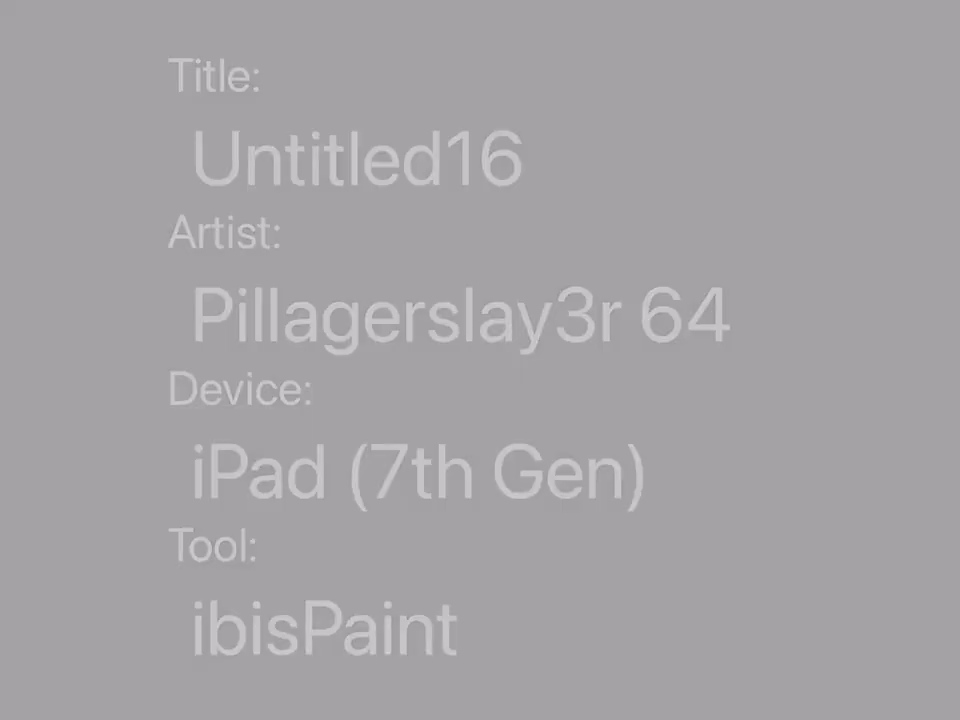 Title:
Untitled16
Artist:
Pillagerslay3r 64
Device:
iPad (7th Gen)
Tool:
ibisPaint